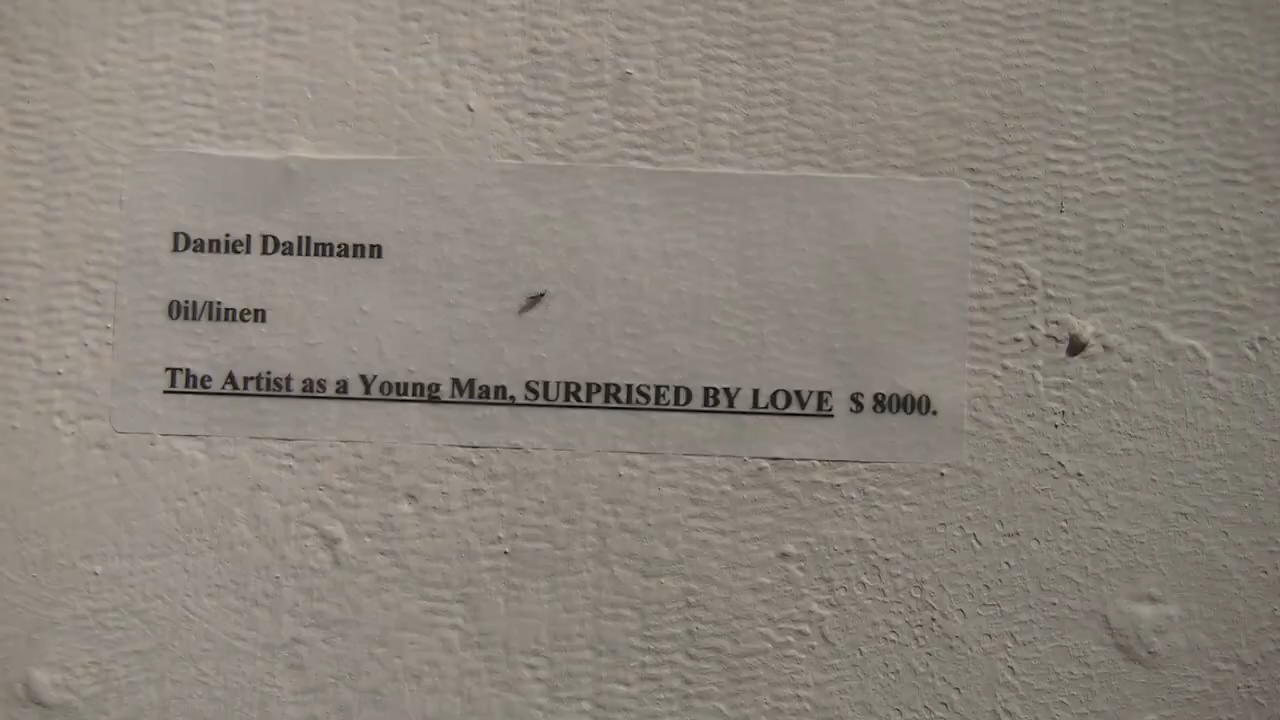 Daniel Dallmann
0il/linen
The Artist as a Young Man, SURPRISED BY LOVE $ 8000.